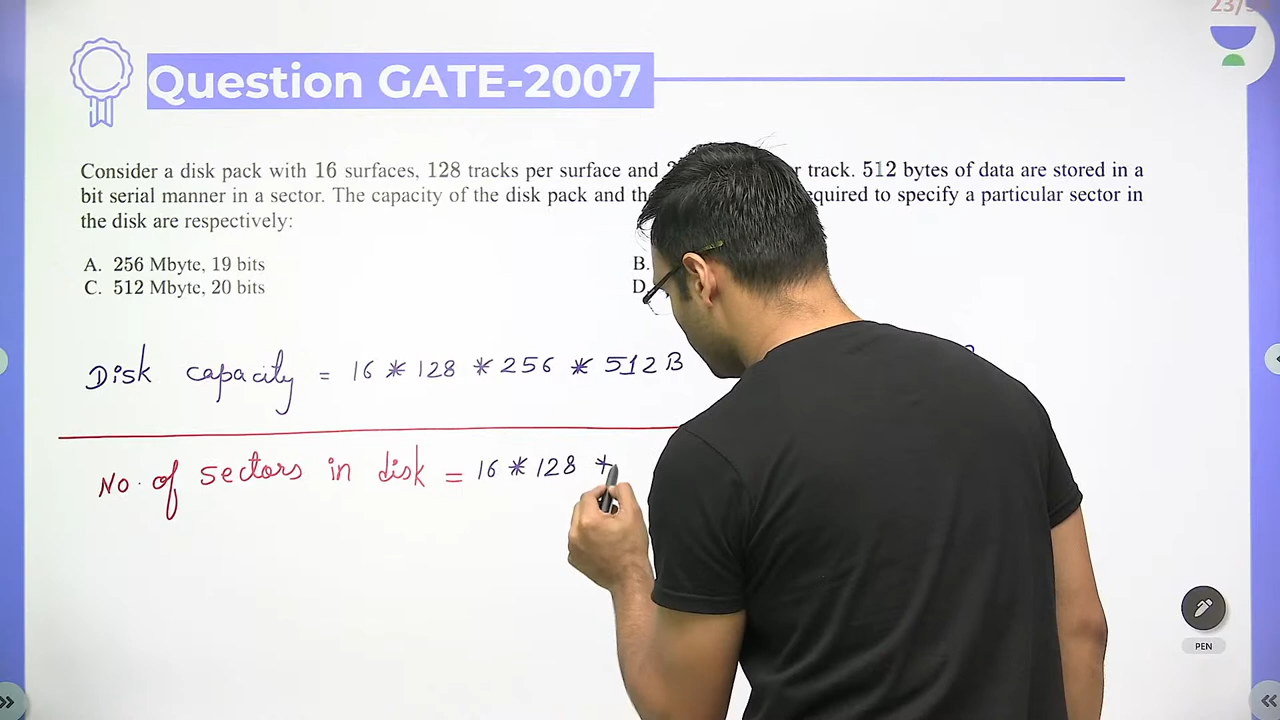 23/
Question GATE-2007
Consider a disk pack with 16 surfaces, 128 tracks per surface and track. 512 bytes of data are stored in a
bit serial manner in a sector. The capacity of the disk pack and the required to specify a particular sector in
the disk are respectively:
A. 256 Mbyte, 19 bits B.
C. 512 Mbyte, 20 bits D.
Disk capacity = 16 * 128 * 256 * 512 B
No. of sectors in disk = 16 * 128 *
PEN